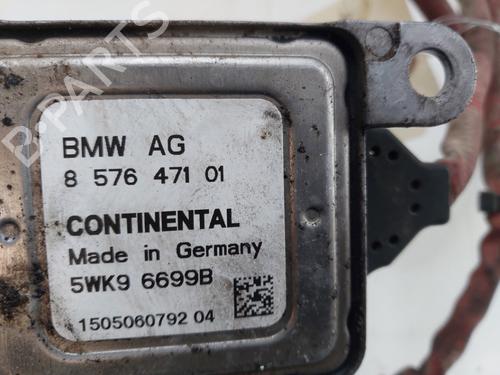 B-PARTS
BMW AG
8 576 471 01
CONTINENTAL
Made in Germany
5WK9 6699B
1505060792 04